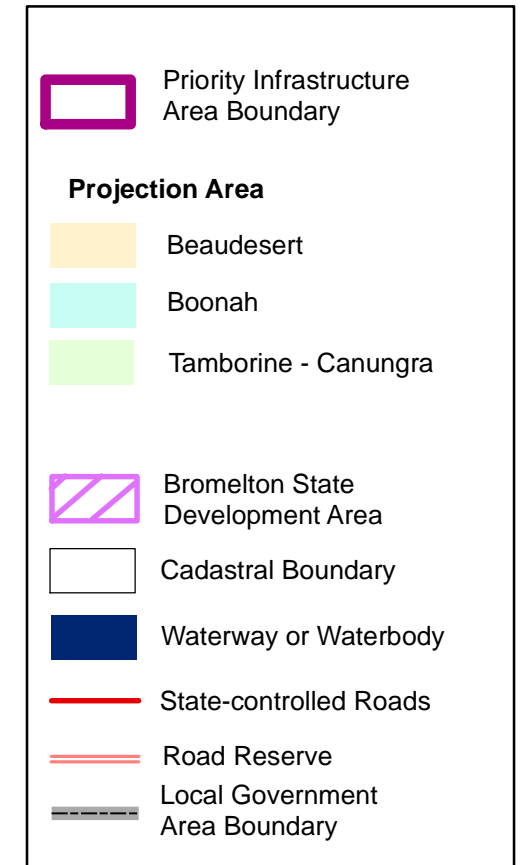 Priority Infrastructure
Area Boundary
Projection Area
Beaudesert
Boonah
Tamborine - Canungra
Bromelton State
Development Area
Cadastral Boundary
Waterway or Waterbody
State-controlled Roads
Road Reserve
Local Government
Area Boundary